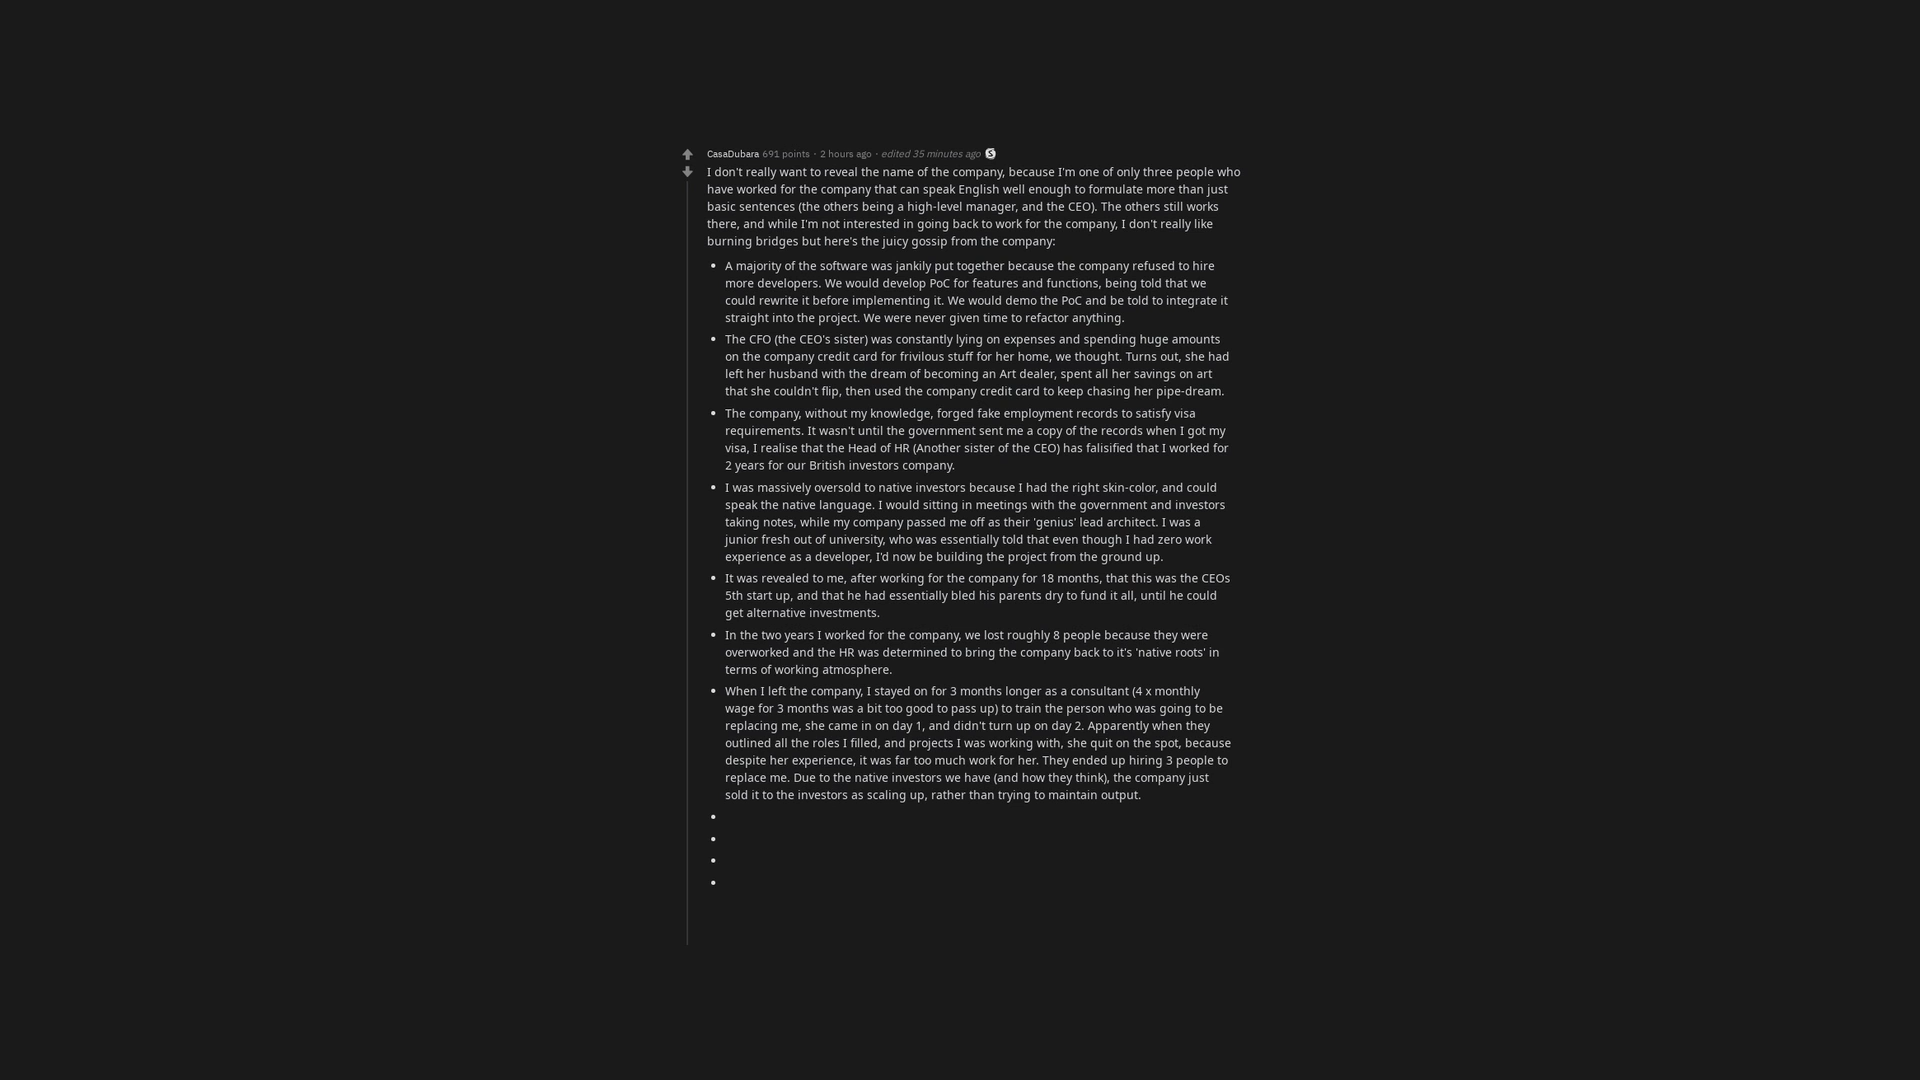 CasaDubara 691 points · 2 hours ago · edited 35 minutes ago S
I don't really want to reveal the name of the company, because I'm one of only three people who
have worked for the company that can speak English well enough to formulate more than just
basic sentences (the others being a high-level manager, and the CEO). The others still works
there, and while I'm not interested in going back to work for the company, I don't really like
burning bridges but here's the juicy gossip from the company:
• A majority of the software was jankily put together because the company refused to hire
more developers. We would develop PoC for features and functions, being told that we
could rewrite it before implementing it. We would demo the PoC and be told to integrate it
straight into the project. We were never given time to refactor anything.
• The CFO (the CEO's sister) was constantly lying on expenses and spending huge amounts
on the company credit card for frivilous stuff for her home, we thought. Turns out, she had
left her husband with the dream of becoming an Art dealer, spent all her savings on art
that she couldn't flip, then used the company credit card to keep chasing her pipe-dream.
• The company, without my knowledge, forged fake employment records to satisfy visa
requirements. It wasn't until the government sent me a copy of the records when I got my
visa, I realise that the Head of HR (Another sister of the CEO) has falisified that I worked for
2 years for our British investors company.
• I was massively oversold to native investors because I had the right skin-color, and could
speak the native language. I would sitting in meetings with the government and investors
taking notes, while my company passed me off as their 'genius' lead architect. I was a
junior fresh out of university, who was essentially told that even though I had zero work
experience as a developer, I'd now be building the project from the ground up.
• It was revealed to me, after working for the company for 18 months, that this was the CEOs
5th start up, and that he had essentially bled his parents dry to fund it all, until he could
get alternative investments.
• In the two years I worked for the company, we lost roughly 8 people because they were
overworked and the HR was determined to bring the company back to it's 'native roots' in
terms of working atmosphere.
• When I left the company, I stayed on for 3 months longer as a consultant (4 x monthly
wage for 3 months was a bit too good to pass up) to train the person who was going to be
replacing me, she came in on day 1, and didn't turn up on day 2. Apparently when they
outlined all the roles I filled, and projects I was working with, she quit on the spot, because
despite her experience, it was far too much work for her. They ended up hiring 3 people to
replace me. Due to the native investors we have (and how they think), the company just
sold it to the investors as scaling up, rather than trying to maintain output.
•
•
•
•